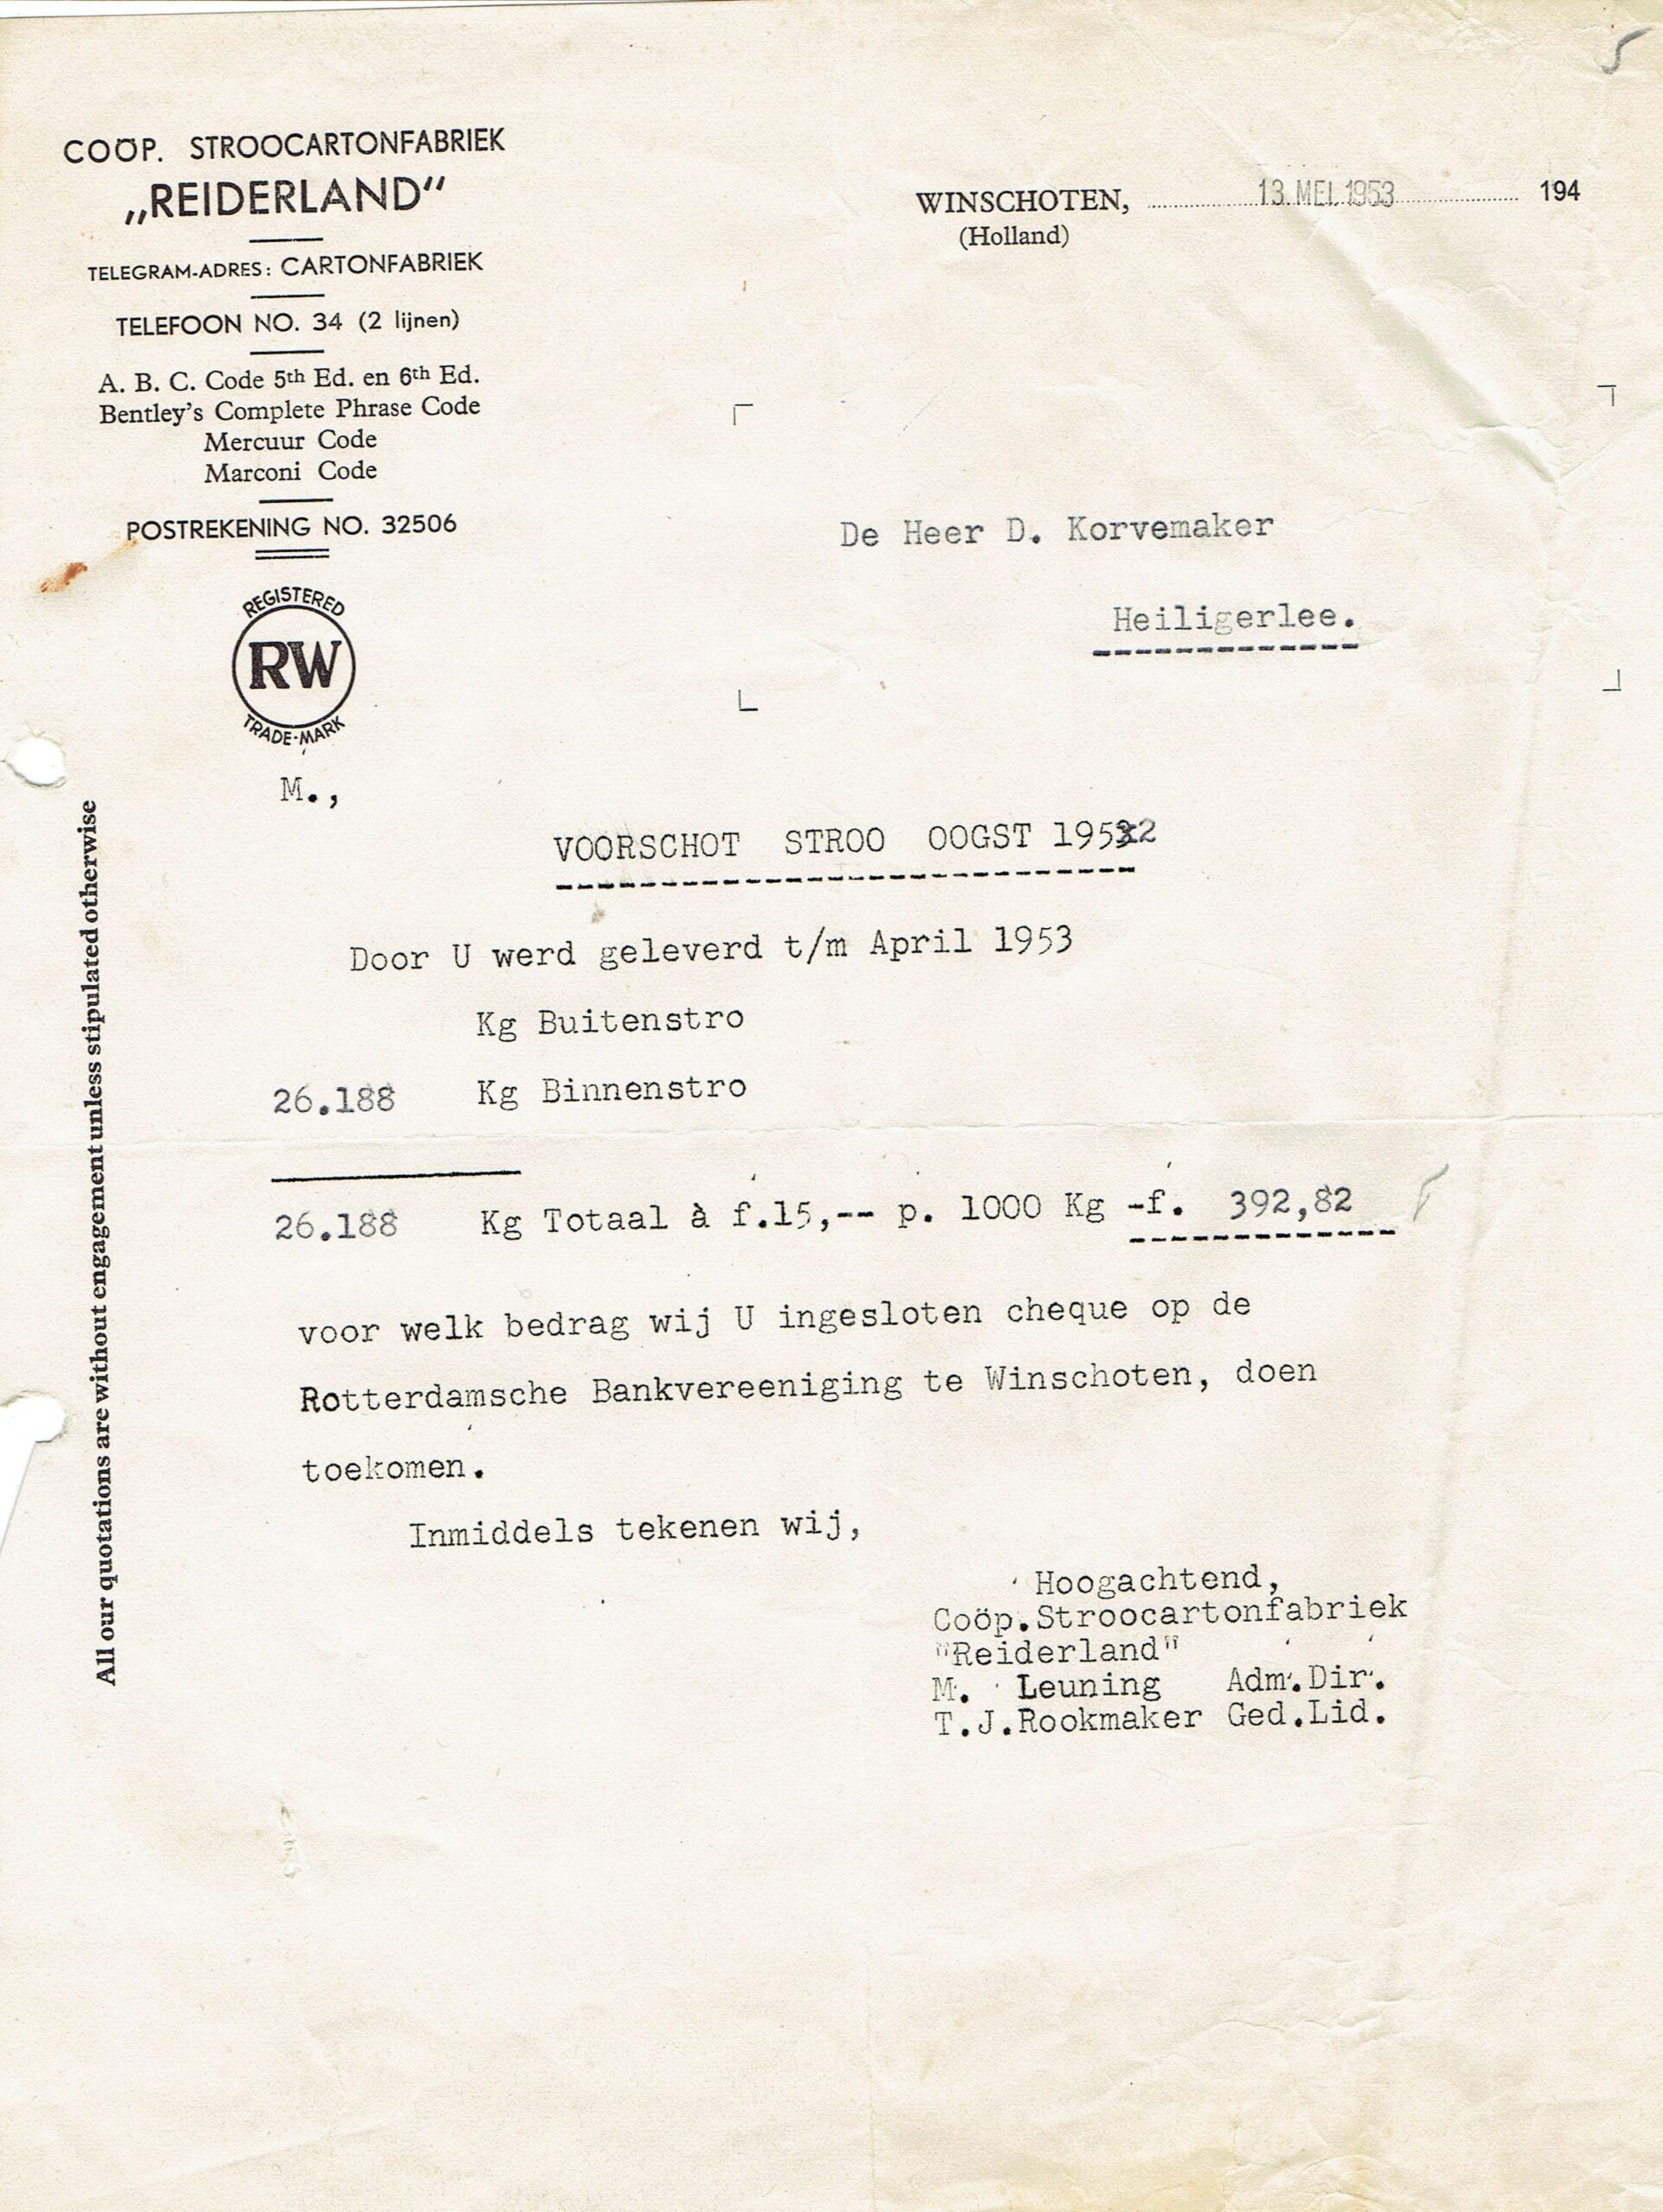 COÖP. STROOCARTONFABRIEK
„REIDERLAND"
TELEGRAM-ADRES: CARTONFABRIEK
TELEFOON NO. 34 (2 lijnen)
A. B. C. Code 5th Ed. en 6th Ed.
Bentley's Complete Phrase Code
Mercuur Code
Marconi Code
POSTREKENING NO. 32506
REGISTERED
RW
TRADE-MARK
WINSCHOTEN, 13. MEI. 1953 194
(Holland)
De Heer D. Korvemaker
Heiligerlee.
M.,
VOORSCHOT STROO OOGST 1952
Door U werd geleverd t/m April 1953
Kg Buitenstro
26.188 Kg Binnenstro
26.188 Kg Totaal à f.15,-- p. 1000 Kg -f. 392,82
voor welk bedrag wij U ingesloten cheque op de
Rotterdamsche Bankvereeniging te Winschoten, doen
toekomen.
Inmiddels tekenen wij,
Hoogachtend,
Coöp.Stroocartonfabriek
"Reiderland"
M. Leuning Adm.Dir.
T.J.Rookmaker Ged.Lid.
All our quotations are without engagement unless stipulated otherwise